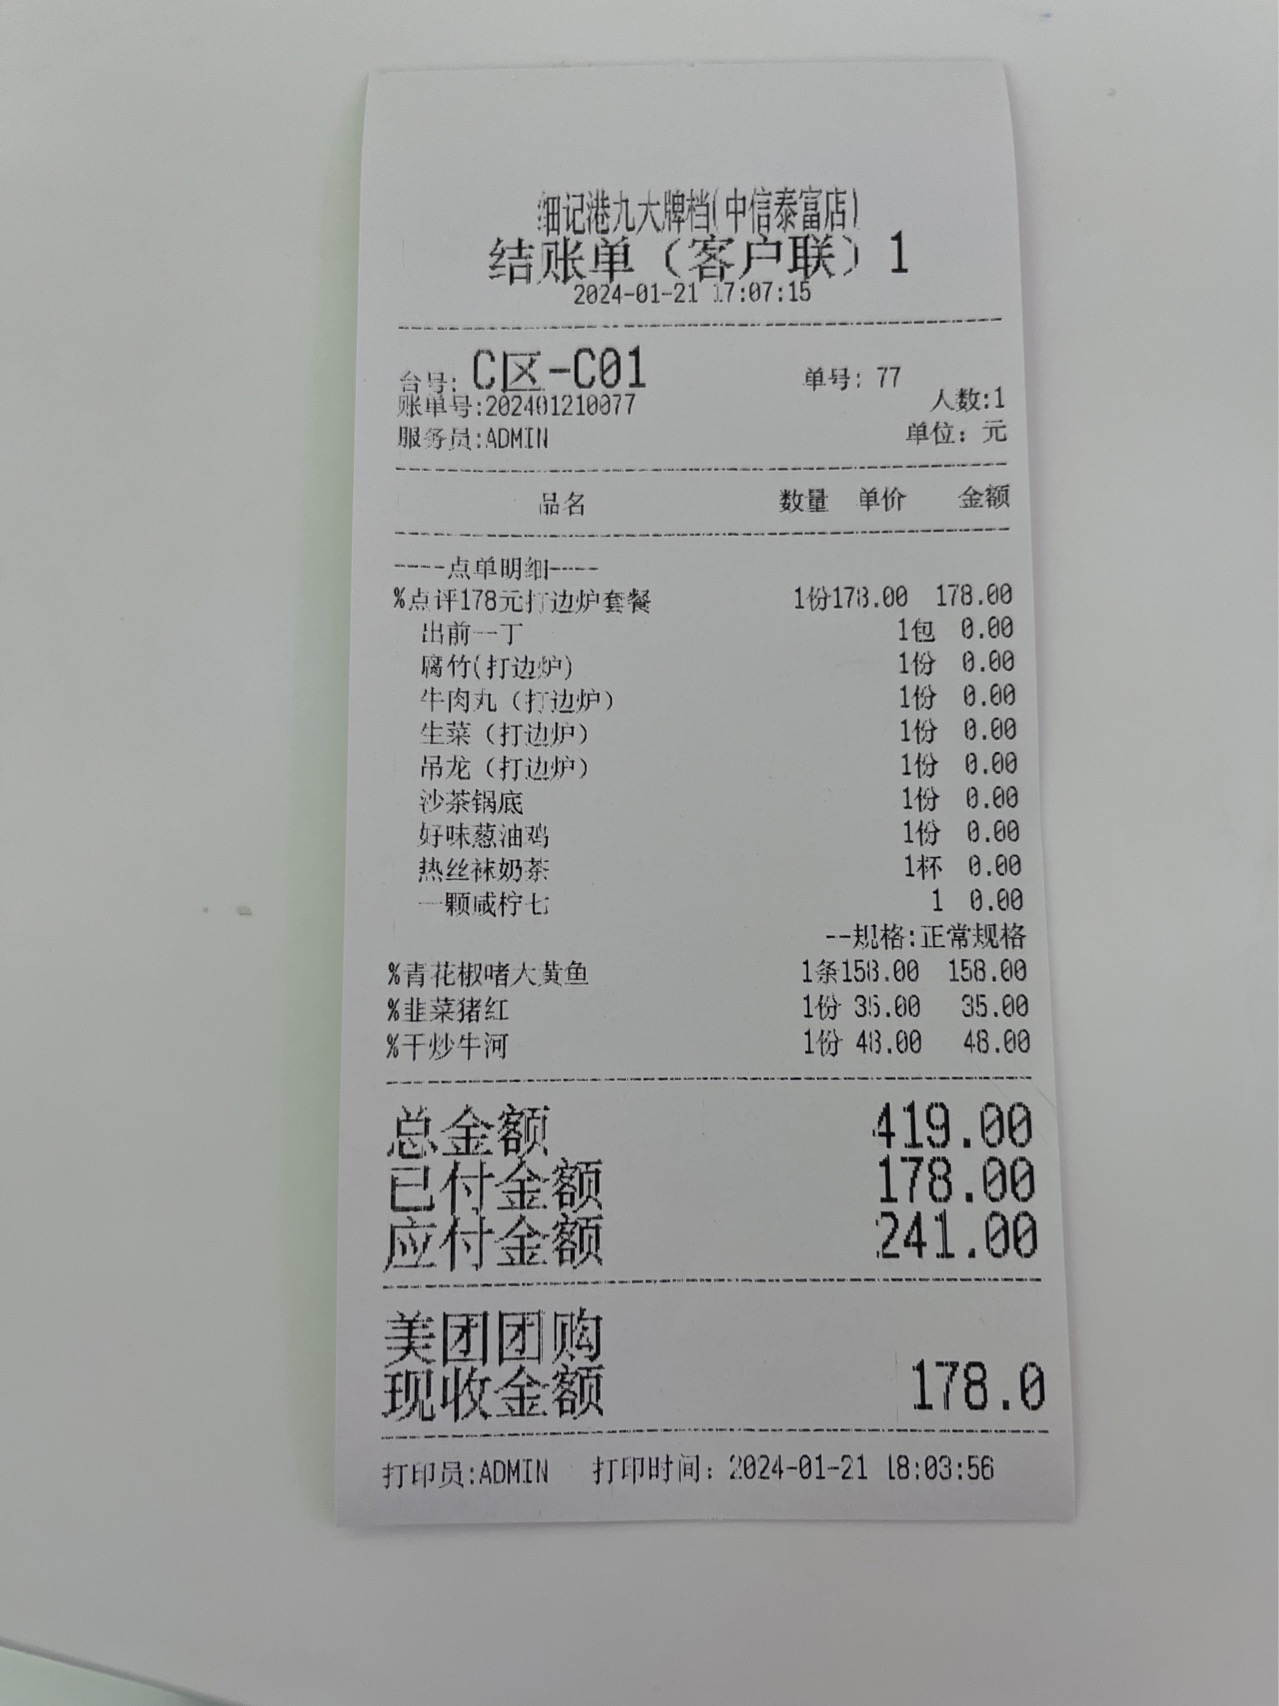 细记港九大牌档(中信泰富店)
结账单（客户联）1
2024-01-21 17:07:15
台号: C区-C01 单号: 77
账单号:202401210077 人数:1
服务员:ADMIN 单位: 元
品名 数量 单价 金额
----点单明细----
%点评178元打边炉套餐 1份178.00 178.00
出前一丁 1包 0.00
腐竹(打边炉) 1份 0.00
牛肉丸（打边炉） 1份 0.00
生菜（打边炉） 1份 0.00
吊龙（打边炉） 1份 0.00
沙茶锅底 1份 0.00
好味葱油鸡 1份 0.00
热丝袜奶茶 1杯 0.00
一颗咸柠七 1 0.00
--规格:正常规格
%青花椒啫大黄鱼 1条158.00 158.00
%韭菜猪红 1份 35.00 35.00
%干炒牛河 1份 48.00 48.00
总金额 419.00
已付金额 178.00
应付金额 241.00
美团团购
现收金额 178.0
打印员:ADMIN 打印时间: 2024-01-21 18:03:56